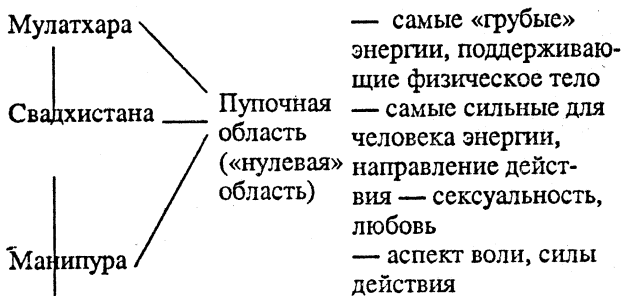 Мулатхара
Свадхистана
Манипура
Пупочная
область
(«нулевая»
область)
— самые «грубые»
энергии, поддерживаю-
щие физическое тело
— самые сильные для
человека энергии,
направление дейст-
вия — сексуальность,
любовь
— аспект воли, силы
действия